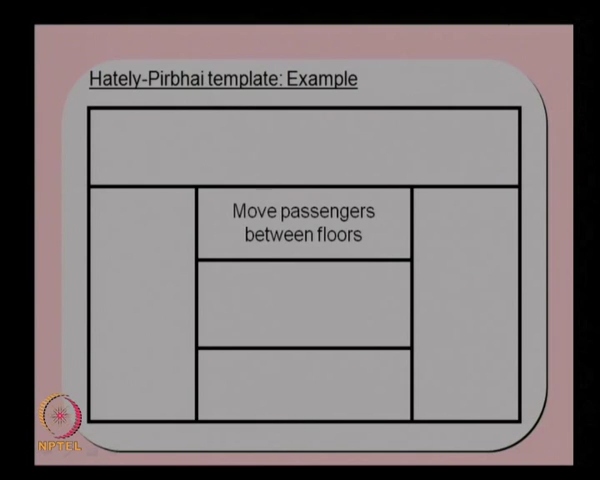 Hately-Pirbhai template: Example
Move passengers
between floors
NPTEL